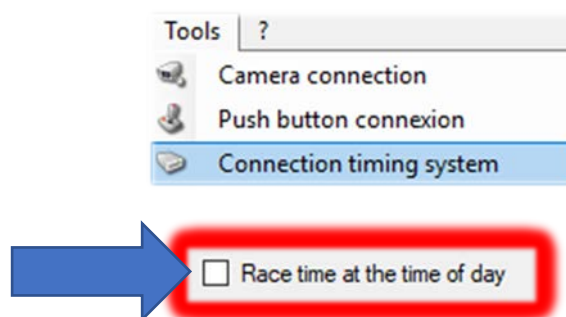 Tools ?
Camera connection
Push button connexion
Connection timing system
Race time at the time of day